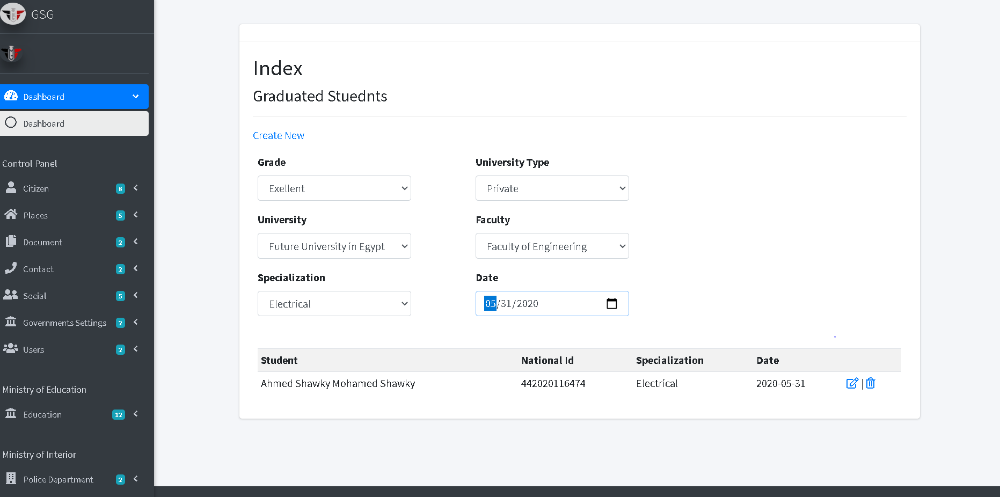 GSG
Dashboard
Dashboard
Control Panel
Citizen 8
Places 5
Document 2
Contact 2
Social 5
Governments Settings 2
Users 2
Ministry of Education
Education 12
Ministry of Interior
Police Department 2
Index
Graduated Stuednts
Create New
Grade University Type
Exellent Private
University Faculty
Future University in Egypt Faculty of Engineering
Specialization Date
Electrical 05/31/2020
Student National Id Specialization Date
Ahmed Shawky Mohamed Shawky 442020116474 Electrical 2020-05-31 |